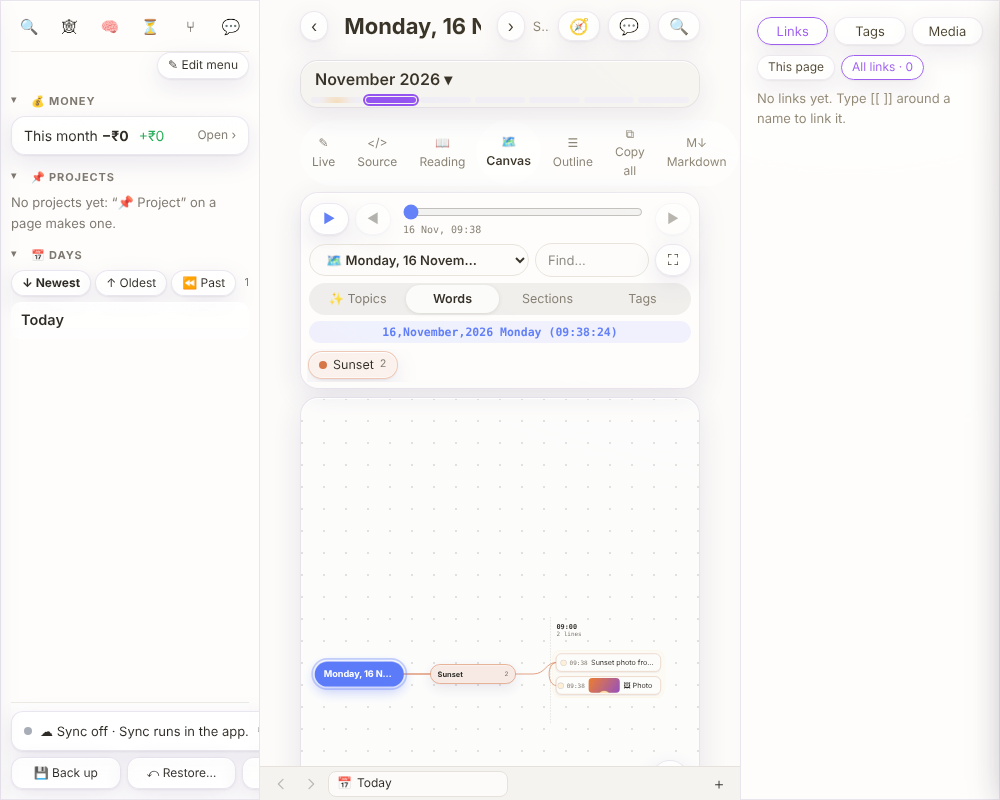 Edit menu
MONEY
This month −₹0 +₹0 Open ›
PROJECTS
No projects yet: “📌 Project” on a
page makes one.
DAYS
↓ Newest ↑ Oldest ⏪ Past 1
Today
Sync off · Sync runs in the app.
Back up Restore...
‹ Monday, 16 N › S..
November 2026 ▾
Live Source Reading Canvas Outline Copy all M↓ Markdown
16 Nov, 09:38
Monday, 16 Novem... Find...
✨ Topics Words Sections Tags
16,November,2026 Monday (09:38:24)
Sunset 2
09:00
2 lines
Monday, 16 N... Sunset 2
09:38 Sunset photo fro...
09:38 Photo
Today +
Links Tags Media
This page All links · 0
No links yet. Type [[ ]] around a
name to link it.